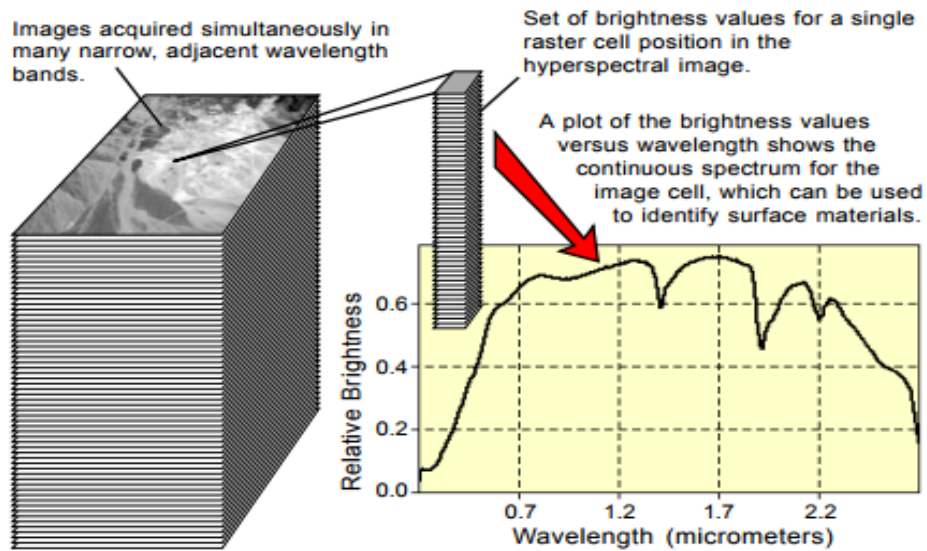 Images acquired simultaneously in
many narrow, adjacent wavelength
bands.
Set of brightness values for a single
raster cell position in the
hyperspectral image.
A plot of the brightness values
versus wavelength shows the
continuous spectrum for the
image cell, which can be used
to identify surface materials.
Relative Brightness
0.6
0.4
0.2
0.0
0.7 1.2 1.7 2.2
Wavelength (micrometers)